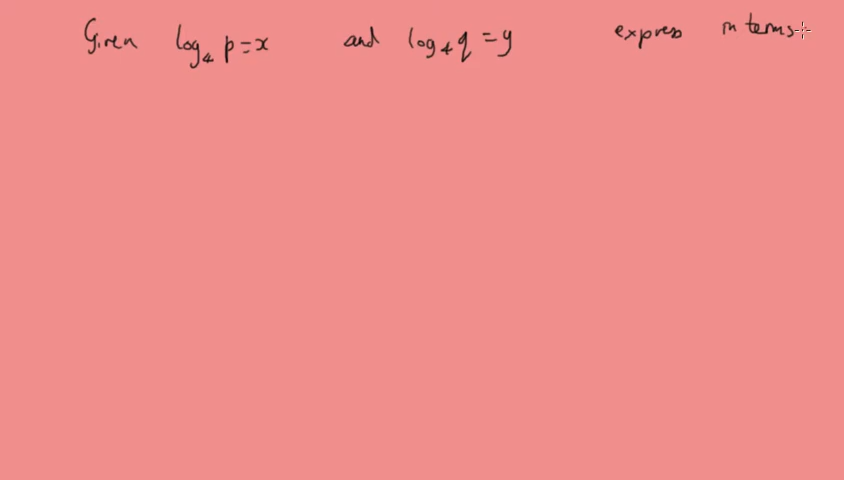 Given log₄ p = x and log₄ q = y express in terms